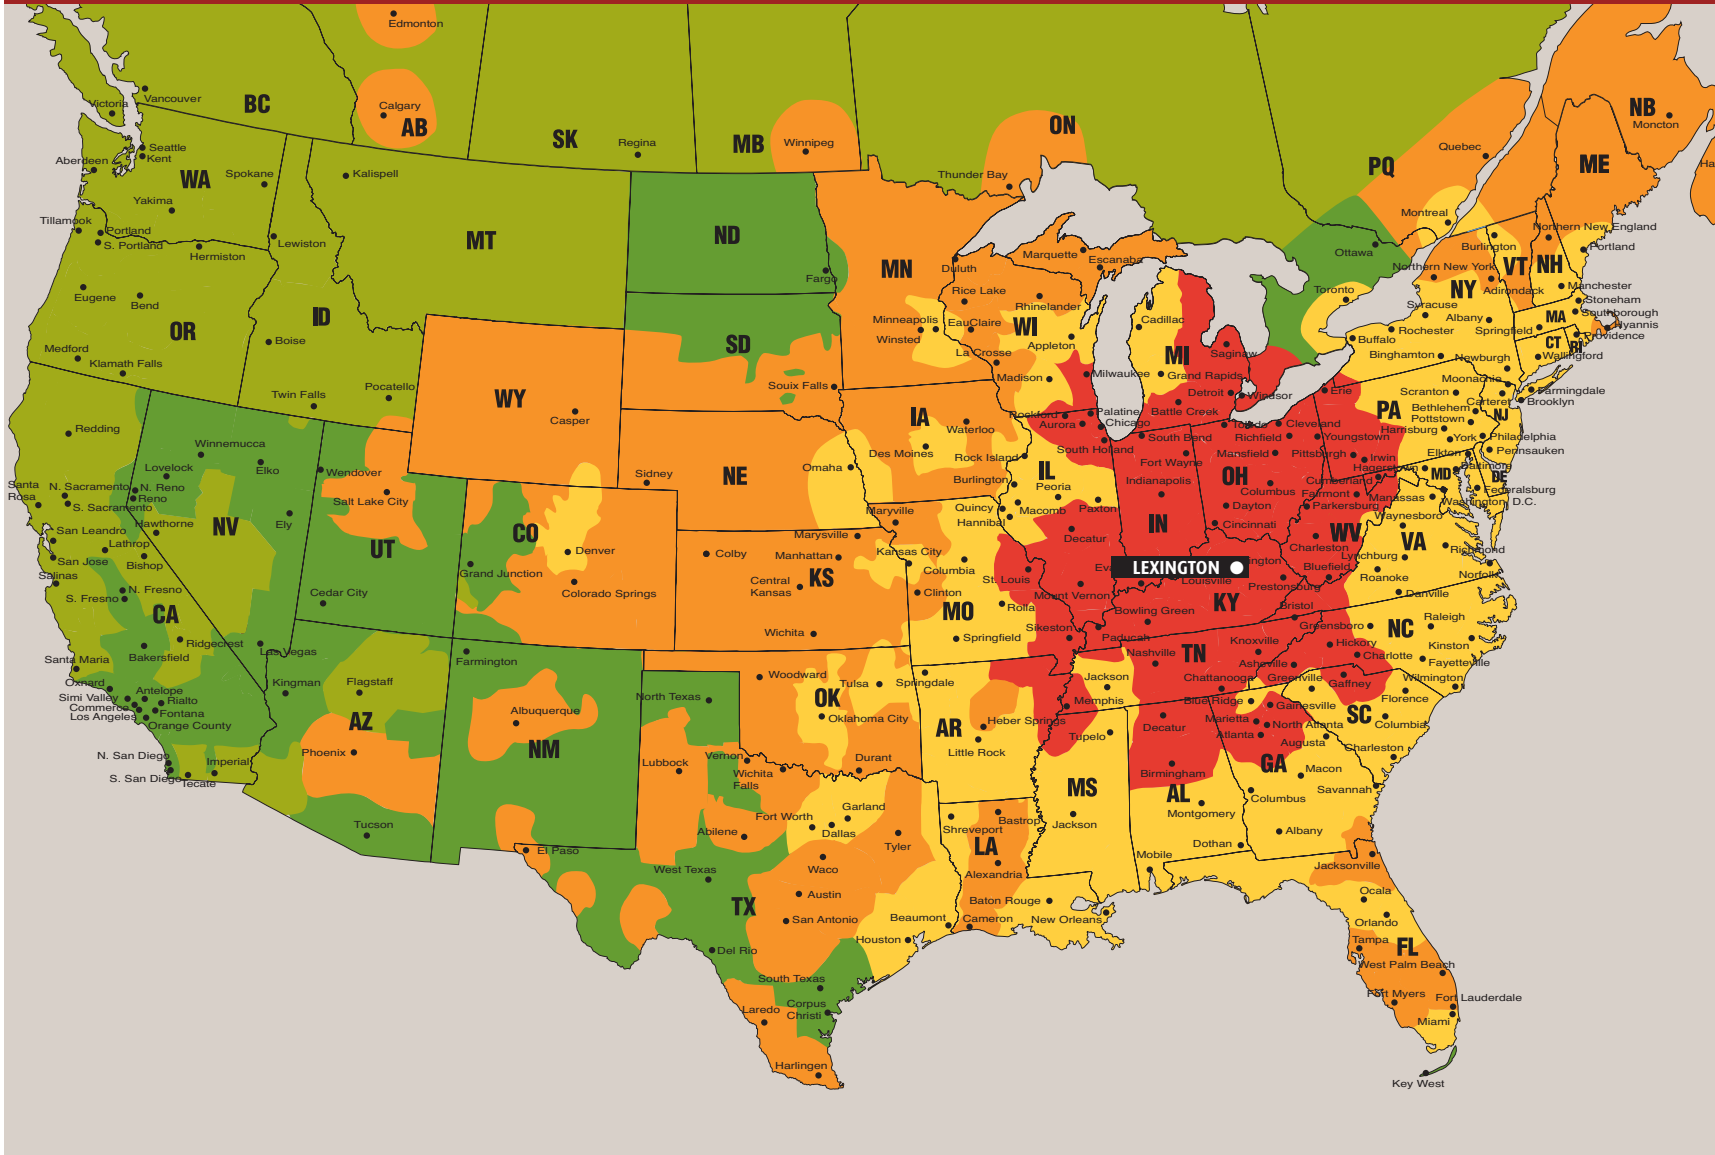 Edmonton
Vancouver
Victoria
BC
Calgary
AB
SK
Regina
MB
Winnipeg
ON
Thunder Bay
PQ
Quebec
Montreal
Ottawa
Toronto
NB
Moncton
Ha
ME
Seattle
Kent
Aberdeen
WA
Spokane
Yakima
Tillamook
Portland
S. Portland
Hermiston
Lewiston
Kalispell
MT
ND
Fargo
MN
Duluth
Marquette
Escanaba
Northern New England
Portland
Burlington
VT
NH
Northern New York
Adirondack
NY
Manchester
Stoneham
Southborough
Hyannis
Providence
MA
CT
RI
Springfield
Wallingford
Syracuse
Albany
Rochester
Buffalo
Binghamton
Newburgh
Eugene
Bend
OR
ID
Boise
Medford
Klamath Falls
Twin Falls
Pocatello
WY
Casper
SD
Souix Falls
Minneapolis
Winsted
Rice Lake
EauClaire
Rhinelander
WI
Appleton
La Crosse
Madison
Milwaukee
Cadillac
MI
Saginaw
Grand Rapids
Detroit
Windsor
Battle Creek
Erie
PA
Scranton
Moonachie
Farmingdale
Brooklyn
Carteret
NJ
Bethlehem
Pottstown
Harrisburg
York
Philadelphia
Pennsauken
Elkton
Redding
Winnemucca
Lovelock
Elko
Wendover
Salt Lake City
N. Reno
Reno
Santa
Rosa
N. Sacramento
S. Sacramento
Hawthorne
NV
Ely
UT
San Leandro
Lathrop
San Jose
Bishop
Salinas
N. Fresno
S. Fresno
CA
Cedar City
Ridgecrest
Bakersfield
Las Vegas
Santa Maria
Oxnard
Simi Valley
Commerce
Los Angeles
Antelope
Rialto
Fontana
Orange County
N. San Diego
S. San Diego
Tecate
Imperial
Kingman
Flagstaff
AZ
Phoenix
Tucson
Sidney
NE
Omaha
IA
Waterloo
Des Moines
Rock Island
Burlington
Rockford
Aurora
Palatine
Chicago
South Holland
South Bend
Fort Wayne
IL
Peoria
Macomb
Paxton
Quincy
Hannibal
Decatur
IN
Indianapolis
Toledo
Cleveland
Richfield
Youngstown
Mansfield
Pittsburgh
Irwin
OH
Columbus
Dayton
Cincinnati
Hagerstown
Cumberland
Fairmont
Parkersburg
MD
Baltimore
DE
Federalsburg
Manassas
Washington
D.C.
WV
Charleston
Waynesboro
VA
Lynchburg
Richmond
Norfolk
Roanoke
Danville
Bluefield
CO
Denver
Grand Junction
Colorado Springs
Colby
Manhattan
Marysville
Maryville
Central
Kansas
KS
Wichita
Kansas City
Columbia
Clinton
MO
St. Louis
Rolla
Springfield
Sikeston
Mount Vernon
Eva
LEXINGTON
ngton
Louisville
KY
Prestonsburg
Bowling Green
Paducah
Bristol
Nashville
TN
Knoxville
Greensboro
Raleigh
NC
Hickory
Kinston
Charlotte
Fayetteville
Asheville
Chattanooga
Greenville
Gaffney
Wilmington
Florence
SC
Columbia
Charleston
Farmington
Albuquerque
NM
North Texas
Woodward
OK
Tulsa
Oklahoma City
Springdale
AR
Heber Springs
Little Rock
Jackson
Memphis
Tupelo
Decatur
Birmingham
Blue Ridge
Gainesville
Marietta
North Atlanta
Atlanta
Augusta
GA
Macon
Columbus
Savannah
Albany
MS
Jackson
AL
Montgomery
Dothan
Mobile
Lubbock
Vernon
Wichita
Falls
Durant
Garland
Fort Worth
Dallas
Abilene
Tyler
El Paso
West Texas
Waco
TX
Austin
San Antonio
Del Rio
Shreveport
Bastrop
LA
Alexandria
Baton Rouge
Beaumont
Cameron
New Orleans
Houston
South Texas
Corpus
Christi
Laredo
Harlingen
Jacksonville
Ocala
Orlando
Tampa
FL
West Palm Beach
Fort Myers
Fort Lauderdale
Miami
Key West